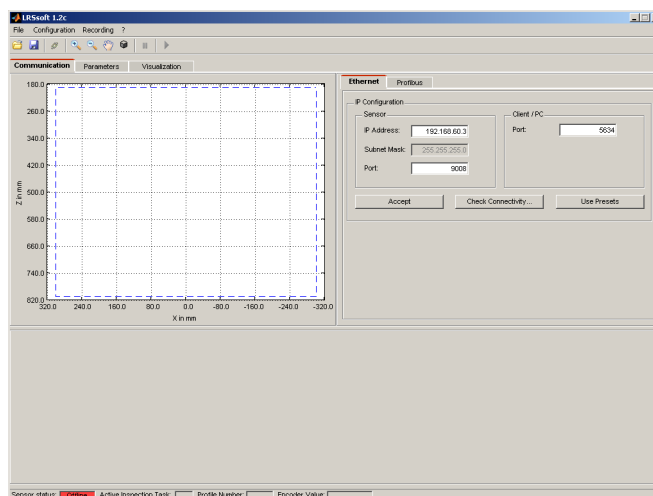 LRSsoft 1.2c
File Configuration Recording ?
Communication Parameters Visualization
180.0
260.0
340.0
420.0
500.0
580.0
660.0
740.0
820.0
Z in mm
320.0 240.0 160.0 80.0 0.0 -80.0 -160.0 -240.0 -320.0
X in mm
Ethernet Profibus
IP Configuration
Sensor
IP Address: 192.168.60.3
Subnet Mask: 255.255.255.0
Port: 9008
Client / PC
Port: 5634
Accept Check Connectivity... Use Presets
Sensor status: Offline Active Inspection Task: Profile Number: Encoder Value: